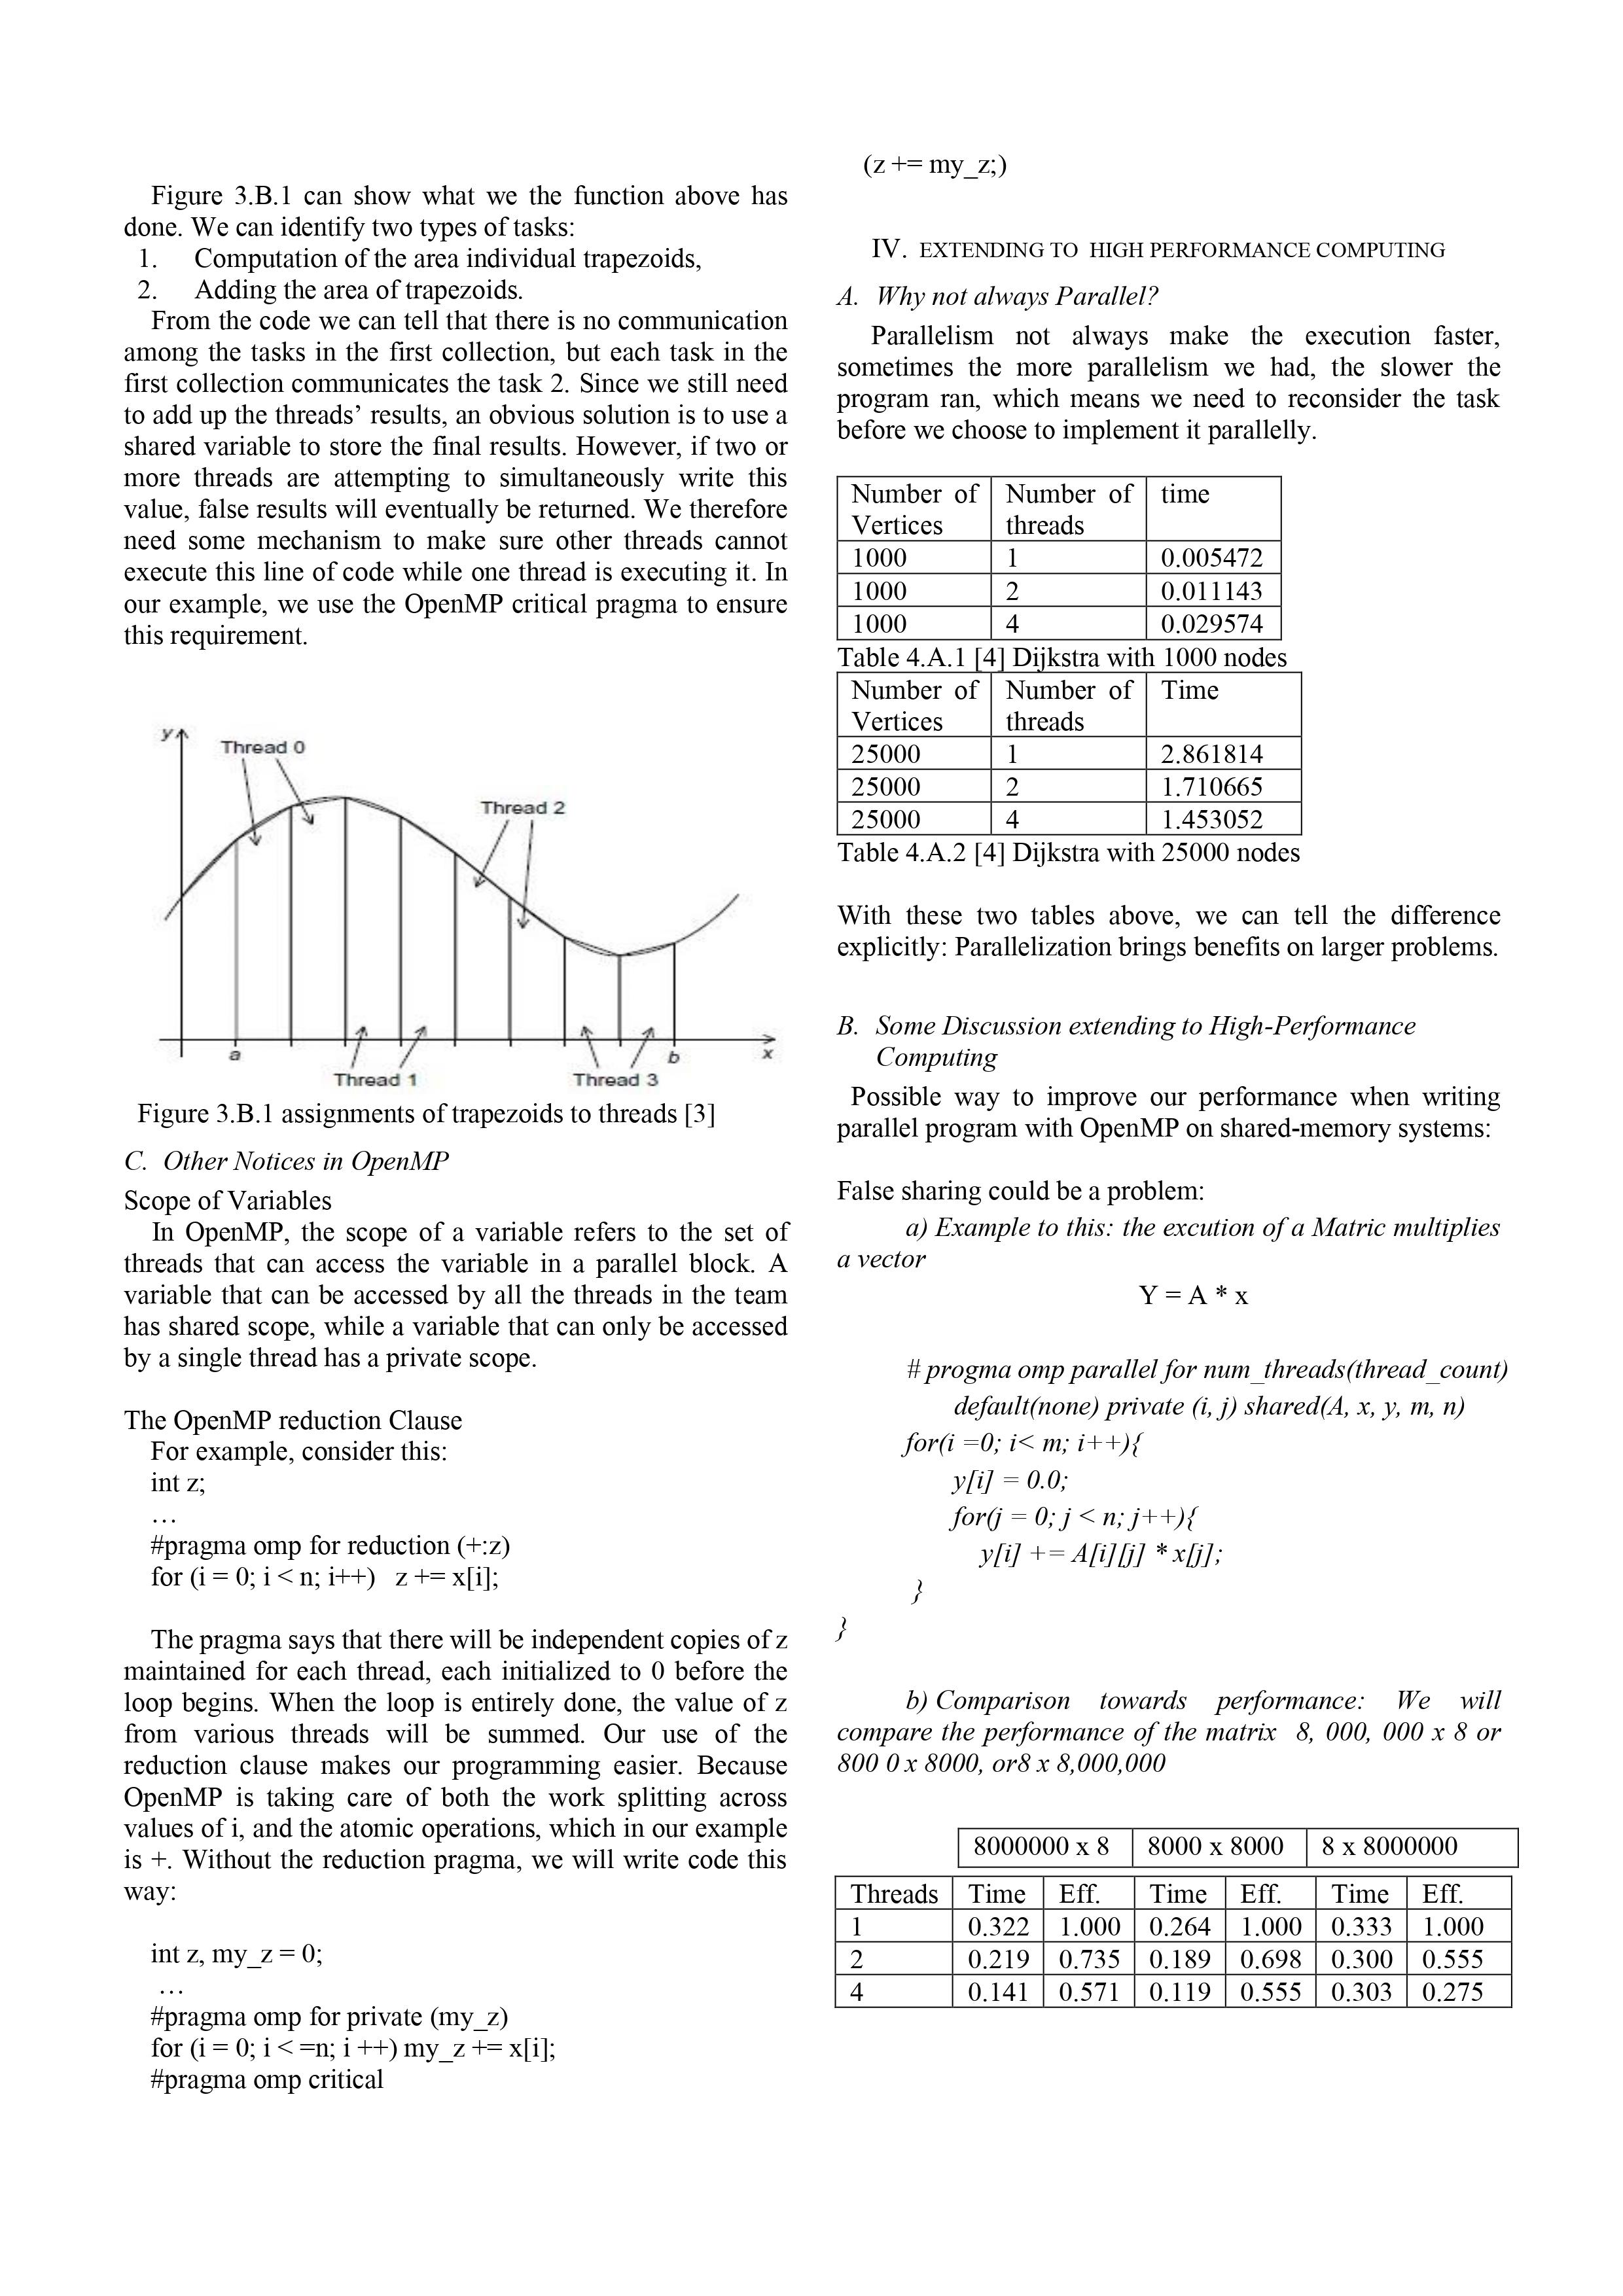 Figure 3.B.1 can show what we the function above has
done. We can identify two types of tasks:
1. Computation of the area individual trapezoids,
2. Adding the area of trapezoids.
From the code we can tell that there is no communication
among the tasks in the first collection, but each task in the
first collection communicates the task 2. Since we still need
to add up the threads’ results, an obvious solution is to use a
shared variable to store the final results. However, if two or
more threads are attempting to simultaneously write this
value, false results will eventually be returned. We therefore
need some mechanism to make sure other threads cannot
execute this line of code while one thread is executing it. In
our example, we use the OpenMP critical pragma to ensure
this requirement.
y
Thread 0
Thread 2
a
b
x
Thread 1
Thread 3
Figure 3.B.1 assignments of trapezoids to threads [3]
C. Other Notices in OpenMP
Scope of Variables
In OpenMP, the scope of a variable refers to the set of
threads that can access the variable in a parallel block. A
variable that can be accessed by all the threads in the team
has shared scope, while a variable that can only be accessed
by a single thread has a private scope.
The OpenMP reduction Clause
For example, consider this:
int z;
…
#pragma omp for reduction (+:z)
for (i = 0; i < n; i++) z += x[i];
The pragma says that there will be independent copies of z
maintained for each thread, each initialized to 0 before the
loop begins. When the loop is entirely done, the value of z
from various threads will be summed. Our use of the
reduction clause makes our programming easier. Because
OpenMP is taking care of both the work splitting across
values of i, and the atomic operations, which in our example
is +. Without the reduction pragma, we will write code this
way:
int z, my_z = 0;
…
#pragma omp for private (my_z)
for (i = 0; i < =n; i ++) my_z += x[i];
#pragma omp critical
(z += my_z;)
IV. EXTENDING TO HIGH PERFORMANCE COMPUTING
A. Why not always Parallel?
Parallelism not always make the execution faster,
sometimes the more parallelism we had, the slower the
program ran, which means we need to reconsider the task
before we choose to implement it parallelly.
Number of Vertices Number of threads time
1000 1 0.005472
1000 2 0.011143
1000 4 0.029574
Table 4.A.1 [4] Dijkstra with 1000 nodes
Number of Vertices Number of threads Time
25000 1 2.861814
25000 2 1.710665
25000 4 1.453052
Table 4.A.2 [4] Dijkstra with 25000 nodes
With these two tables above, we can tell the difference
explicitly: Parallelization brings benefits on larger problems.
B. Some Discussion extending to High-Performance
Computing
Possible way to improve our performance when writing
parallel program with OpenMP on shared-memory systems:
False sharing could be a problem:
a) Example to this: the excution of a Matric multiplies
a vector
Y = A * x
# progma omp parallel for num_threads(thread_count)
default(none) private (i, j) shared(A, x, y, m, n)
for(i =0; i< m; i++){
y[i] = 0.0;
for(j = 0; j < n; j++){
y[i] += A[i][j] * x[j];
}
}
b) Comparison towards performance: We will
compare the performance of the matrix 8, 000, 000 x 8 or
800 0 x 8000, or8 x 8,000,000
8000000 x 8 8000 x 8000 8 x 8000000
Threads Time Eff. Time Eff. Time Eff.
1 0.322 1.000 0.264 1.000 0.333 1.000
2 0.219 0.735 0.189 0.698 0.300 0.555
4 0.141 0.571 0.119 0.555 0.303 0.275